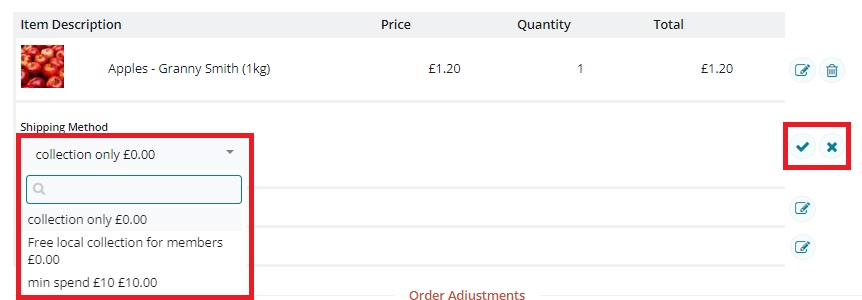 Item Description Price Quantity Total
Apples - Granny Smith (1kg) £1.20 1 £1.20
Shipping Method
collection only £0.00
collection only £0.00
Free local collection for members
£0.00
min spend £10 £10.00
Order Adjustments